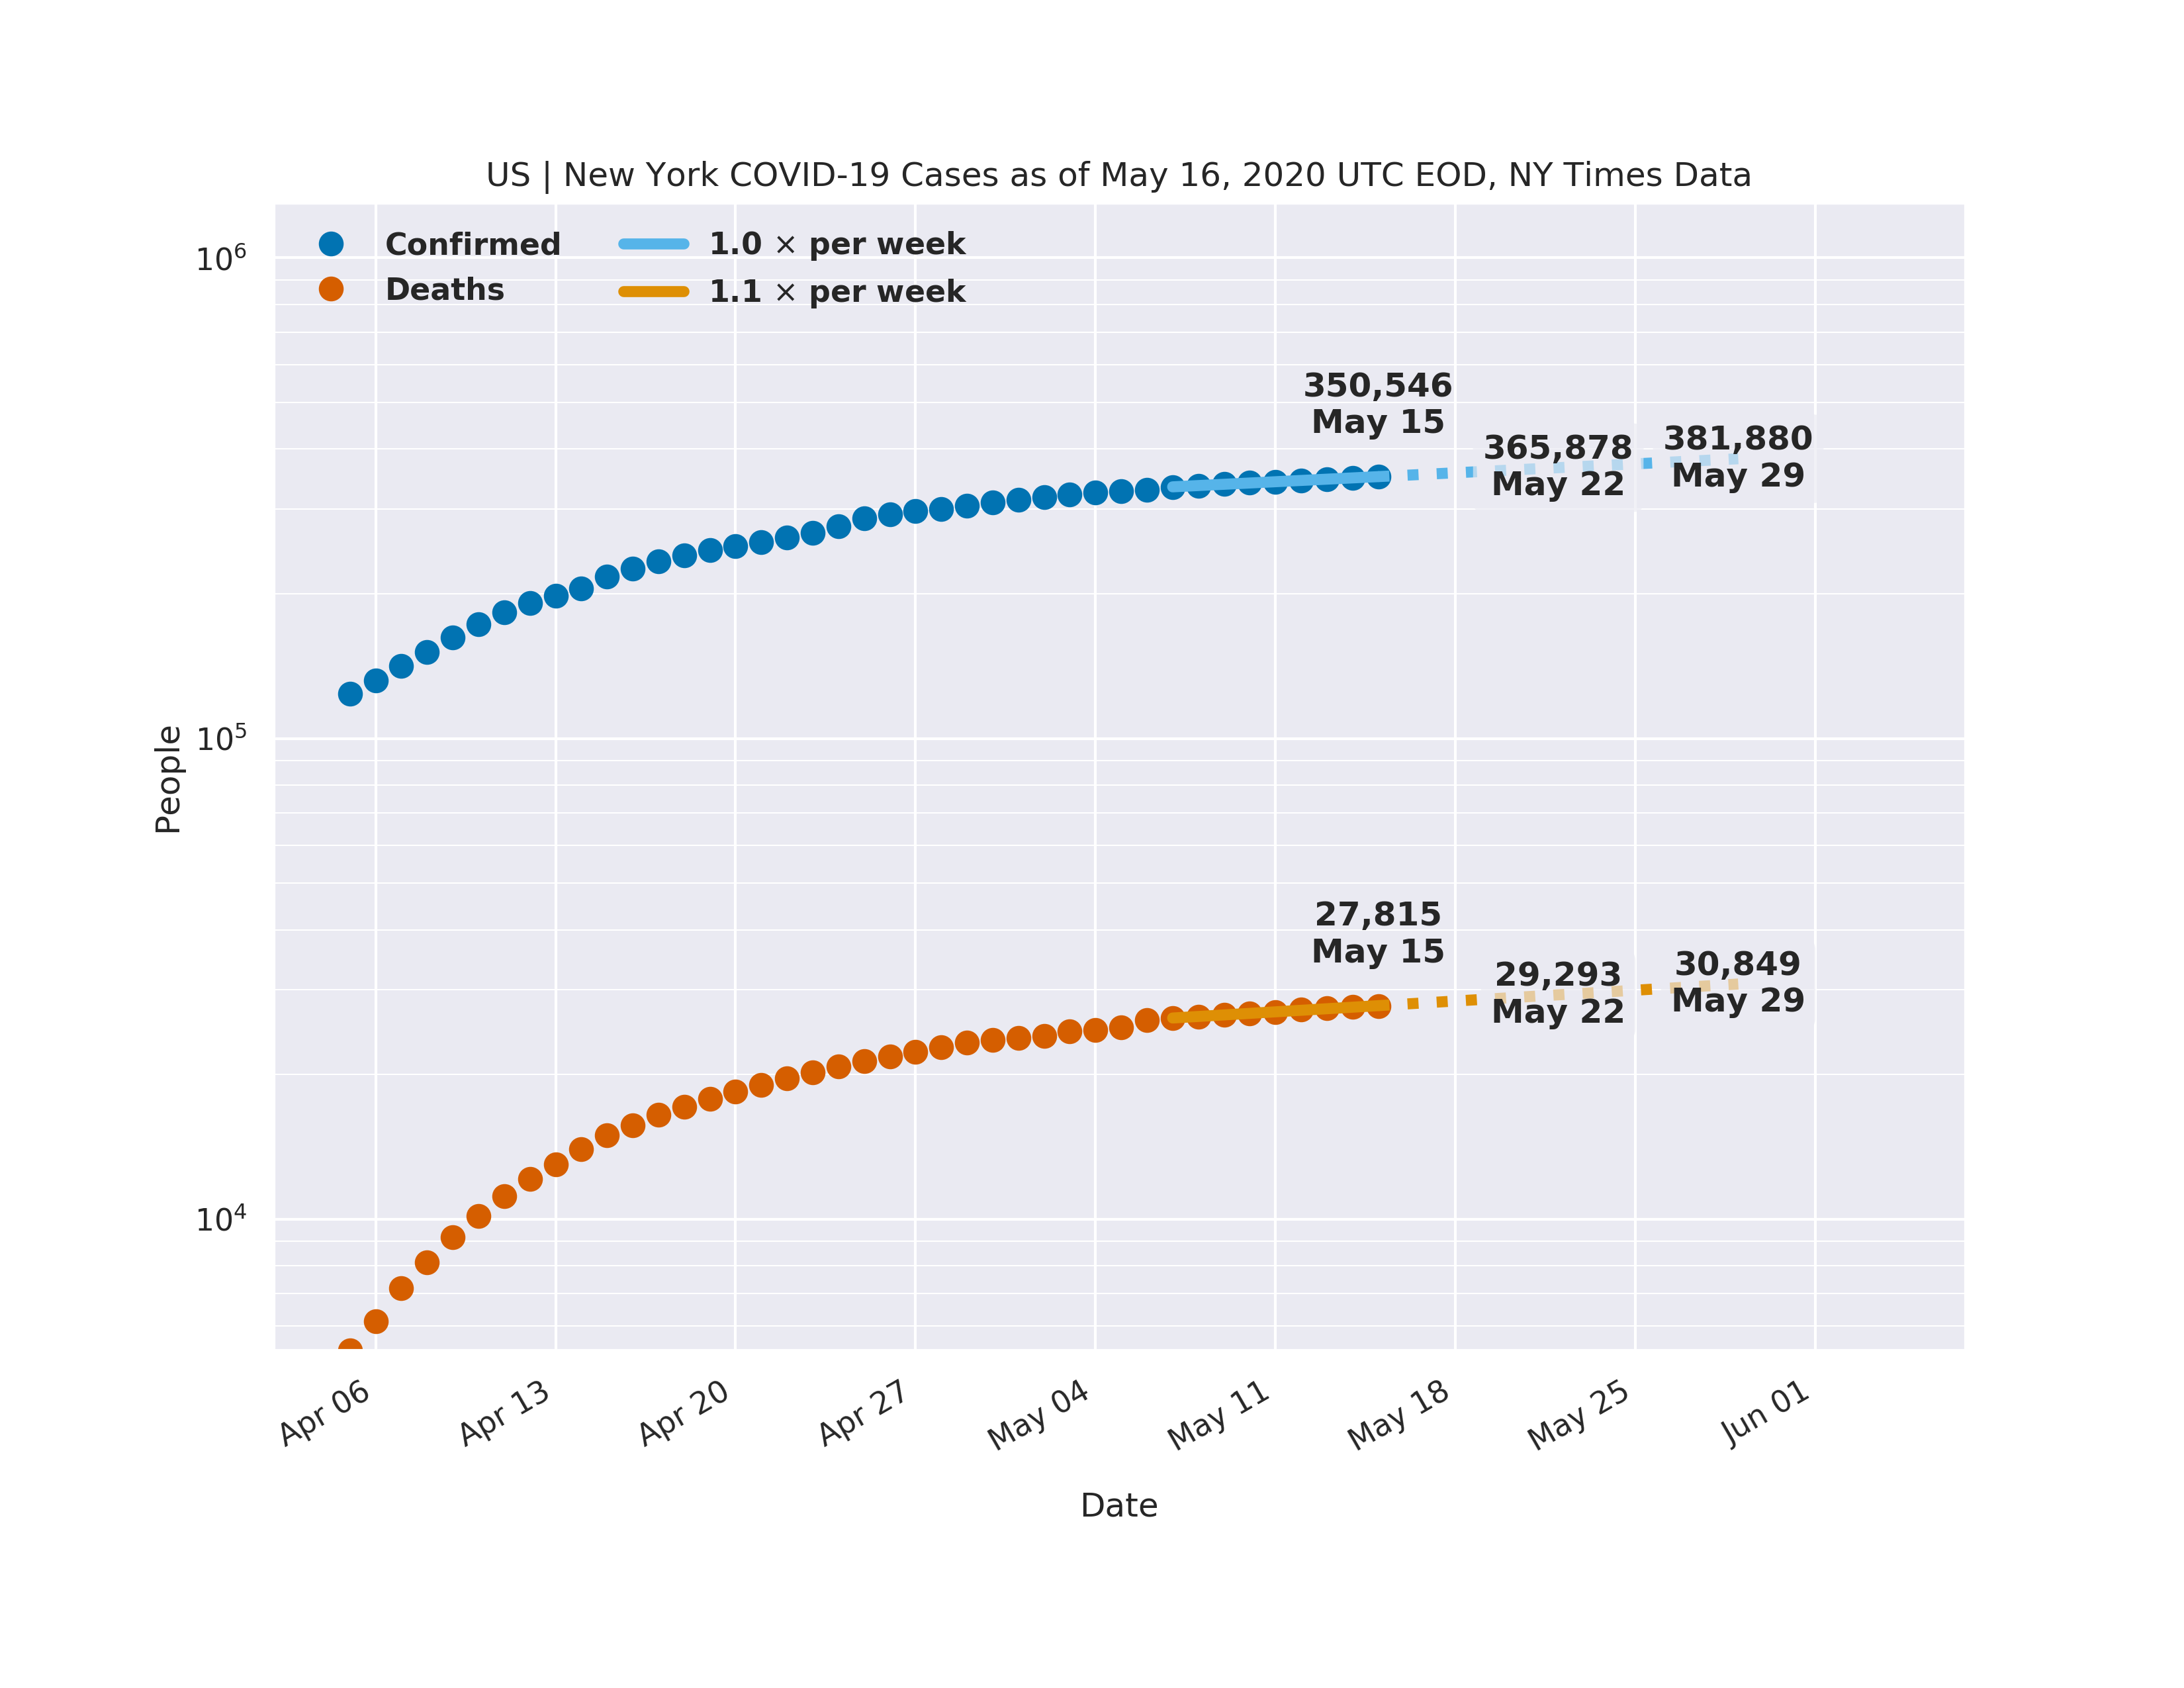 US | New York COVID-19 Cases as of May 16, 2020 UTC EOD, NY Times Data
Confirmed
Deaths
1.0 × per week
1.1 × per week
10⁶
10⁵
10⁴
People
350,546
May 15
365,878
May 22
381,880
May 29
27,815
May 15
29,293
May 22
30,849
May 29
Apr 06
Apr 13
Apr 20
Apr 27
May 04
May 11
May 18
May 25
Jun 01
Date